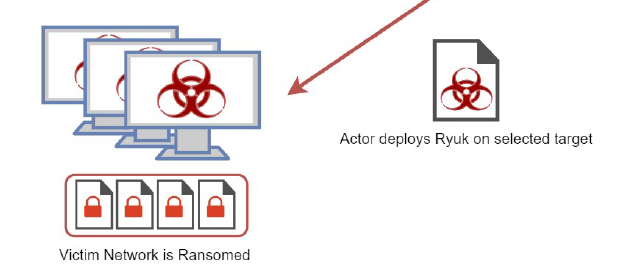 Actor deploys Ryuk on selected target
Victim Network is Ransomed